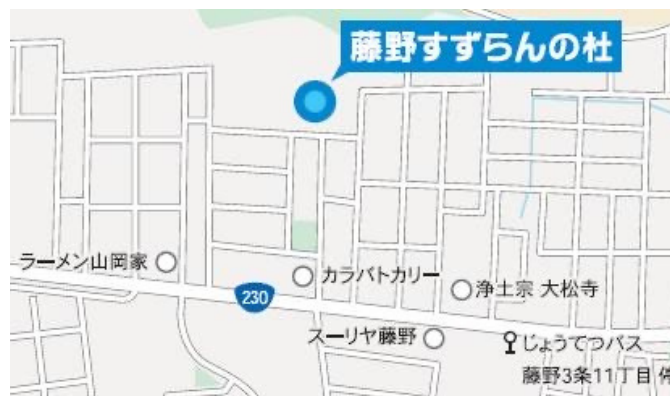 藤野すずらんの杜
ラーメン山岡家
カラバトカリー
230
浄土宗 大松寺
スーリヤ藤野
じょうてつバス
藤野3条11丁目